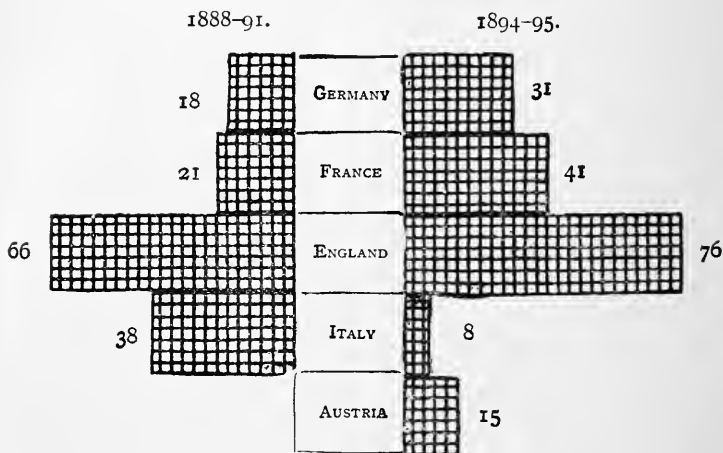 1888–91. 1894–95.
18 GERMANY 31
21 FRANCE 41
66 ENGLAND 76
38 ITALY 8
AUSTRIA 15